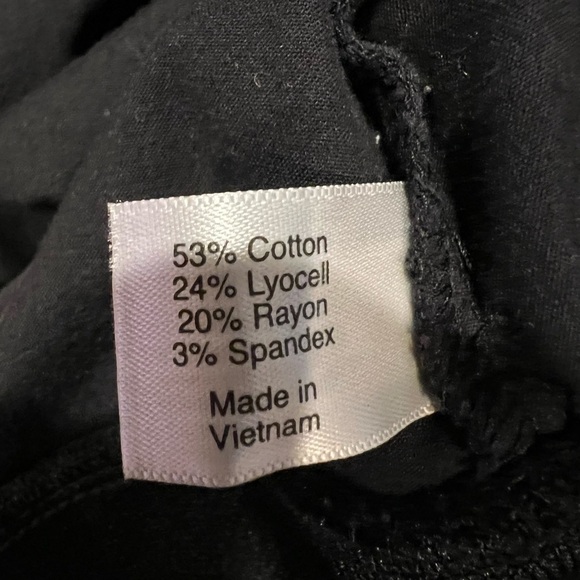 53% Cotton
24% Lyocell
20% Rayon
3% Spandex
Made in
Vietnam